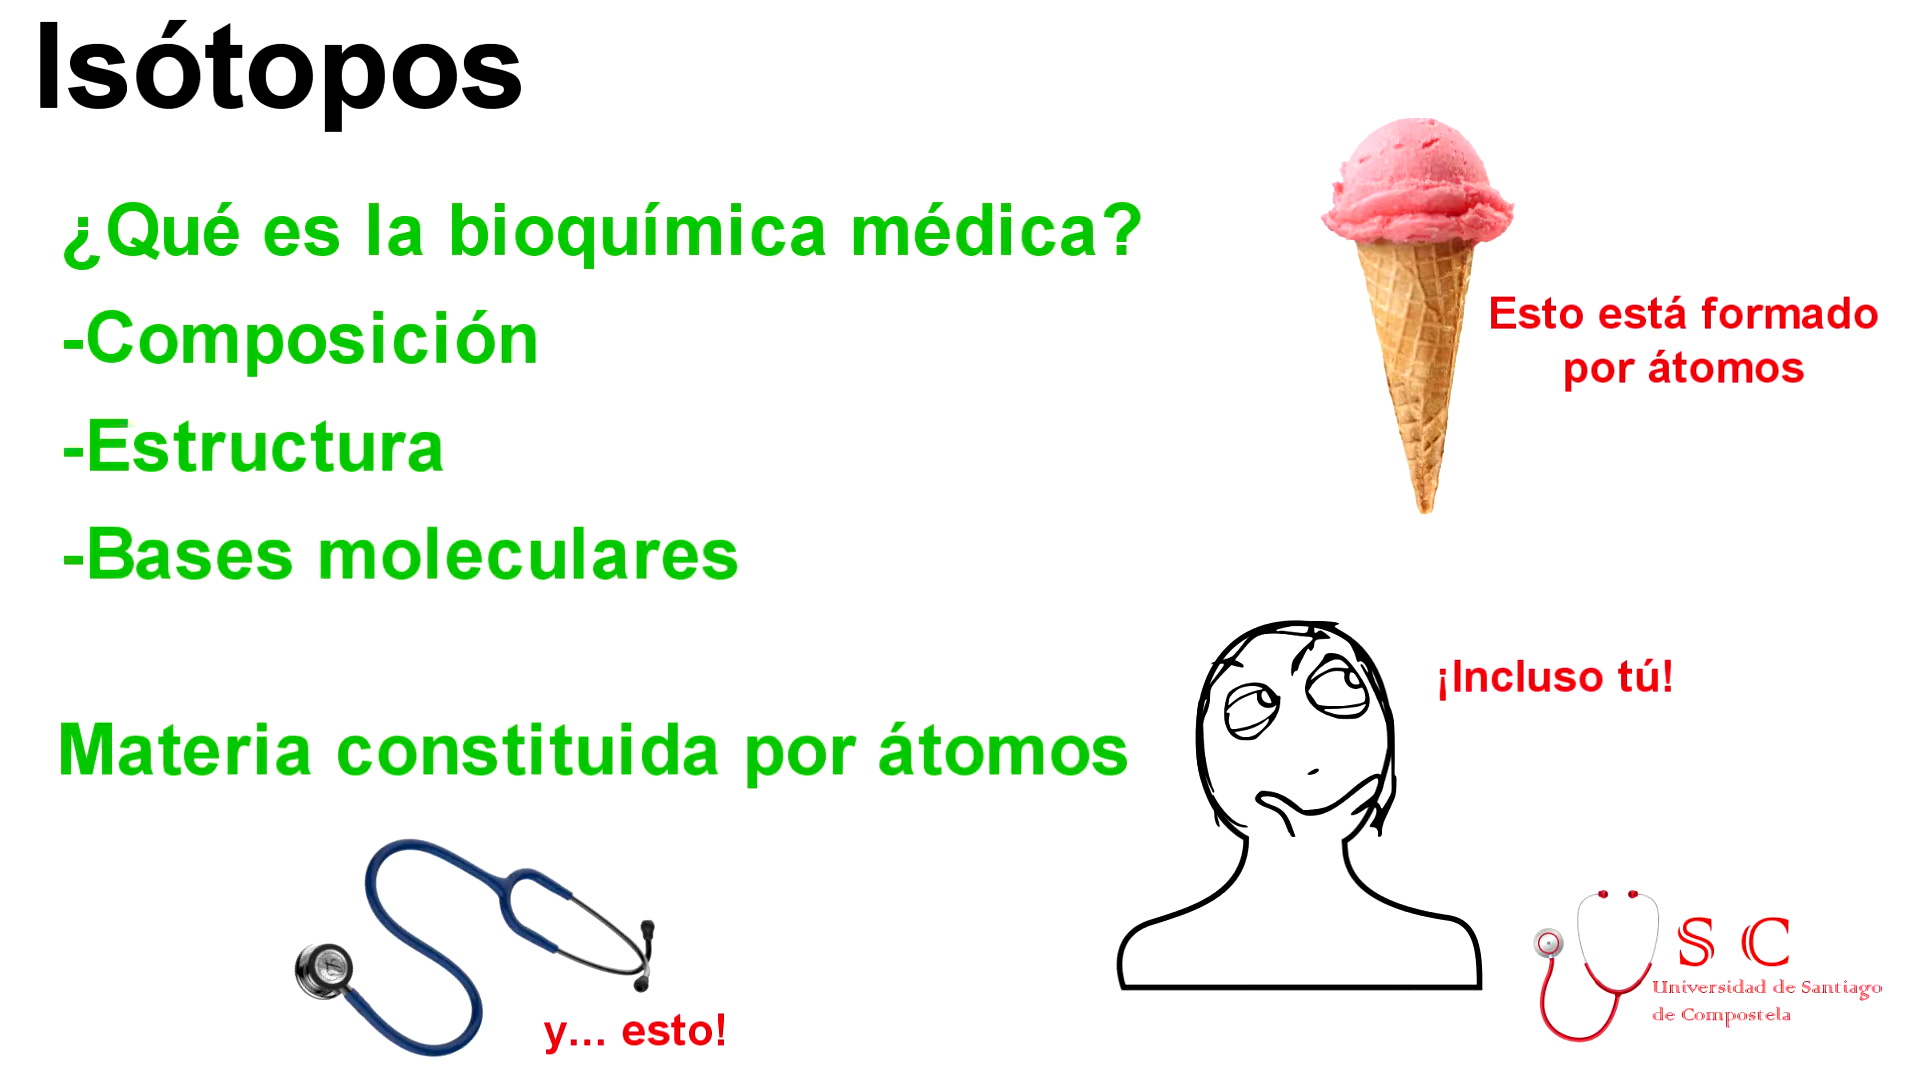 Isótopos
¿Qué es la bioquímica médica?
-Composición
-Estructura
-Bases moleculares
Esto está formado
por átomos
¡Incluso tú!
Materia constituida por átomos
y... esto!
S C
Universidad de Santiago
de Compostela